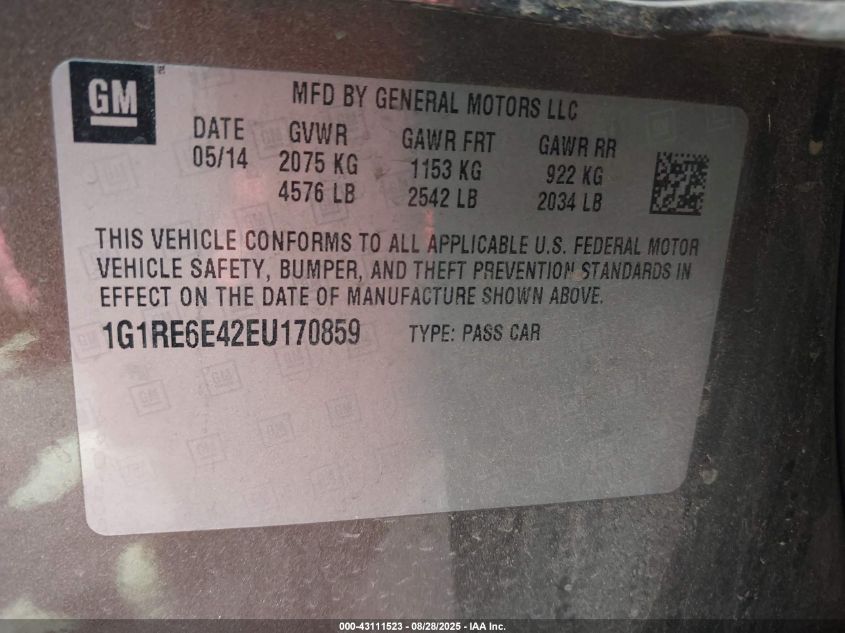 GM
MFD BY GENERAL MOTORS LLC
DATE GVWR GAWR FRT GAWR RR
05/14 2075 KG 1153 KG 922 KG
4576 LB 2542 LB 2034 LB
THIS VEHICLE CONFORMS TO ALL APPLICABLE U.S. FEDERAL MOTOR
VEHICLE SAFETY, BUMPER, AND THEFT PREVENTION STANDARDS IN
EFFECT ON THE DATE OF MANUFACTURE SHOWN ABOVE.
1G1RE6E42EU170859 TYPE: PASS CAR
000-43111523 - 08/28/2025 - IAA Inc.